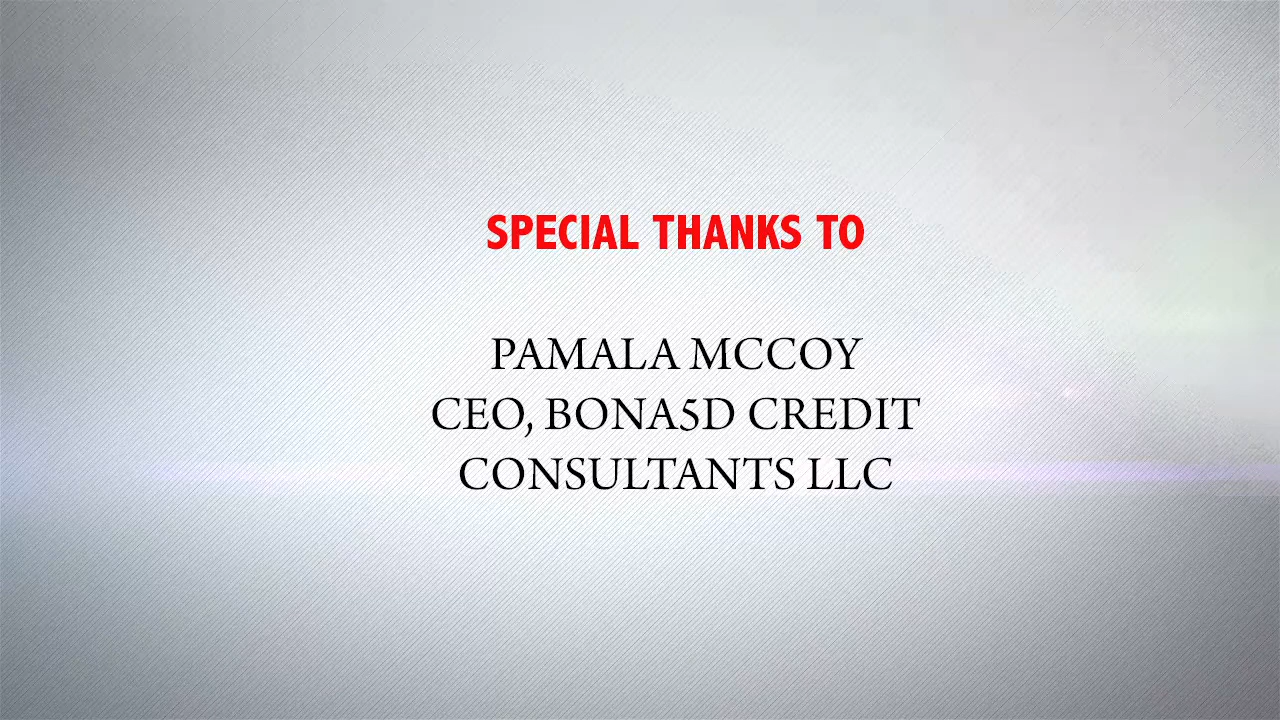 SPECIAL THANKS TO
PAMALA MCCOY
CEO, BONA5D CREDIT
CONSULTANTS LLC